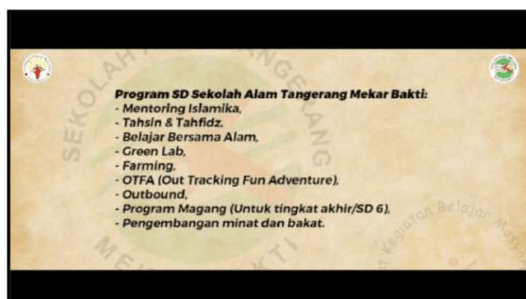 Program SD Sekolah Alam Tangerang Mekar Bakti:
- Mentoring Islamika,
- Tahsin & Tahfidz,
- Belajar Bersama Alam,
- Green Lab,
- Farming,
- OTFA (Out Tracking Fun Adventure),
- Outbound,
- Program Magang (Untuk tingkat akhir/SD 6),
- Pengembangan minat dan bakat.